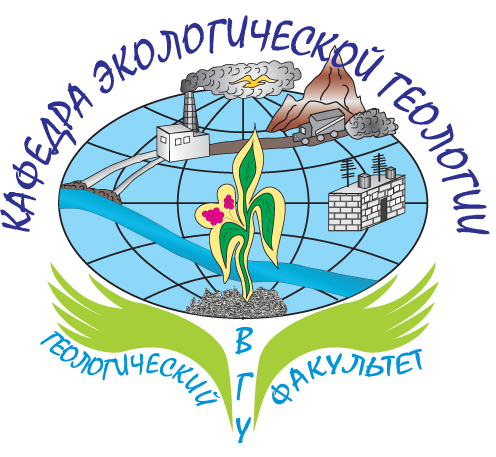 КАФЕДРА ЭКОЛОГИЧЕСКОЙ ГЕОЛОГИИ
ГЕОЛОГИЧЕСКИЙ ФАКУЛЬТЕТ
ВГУ